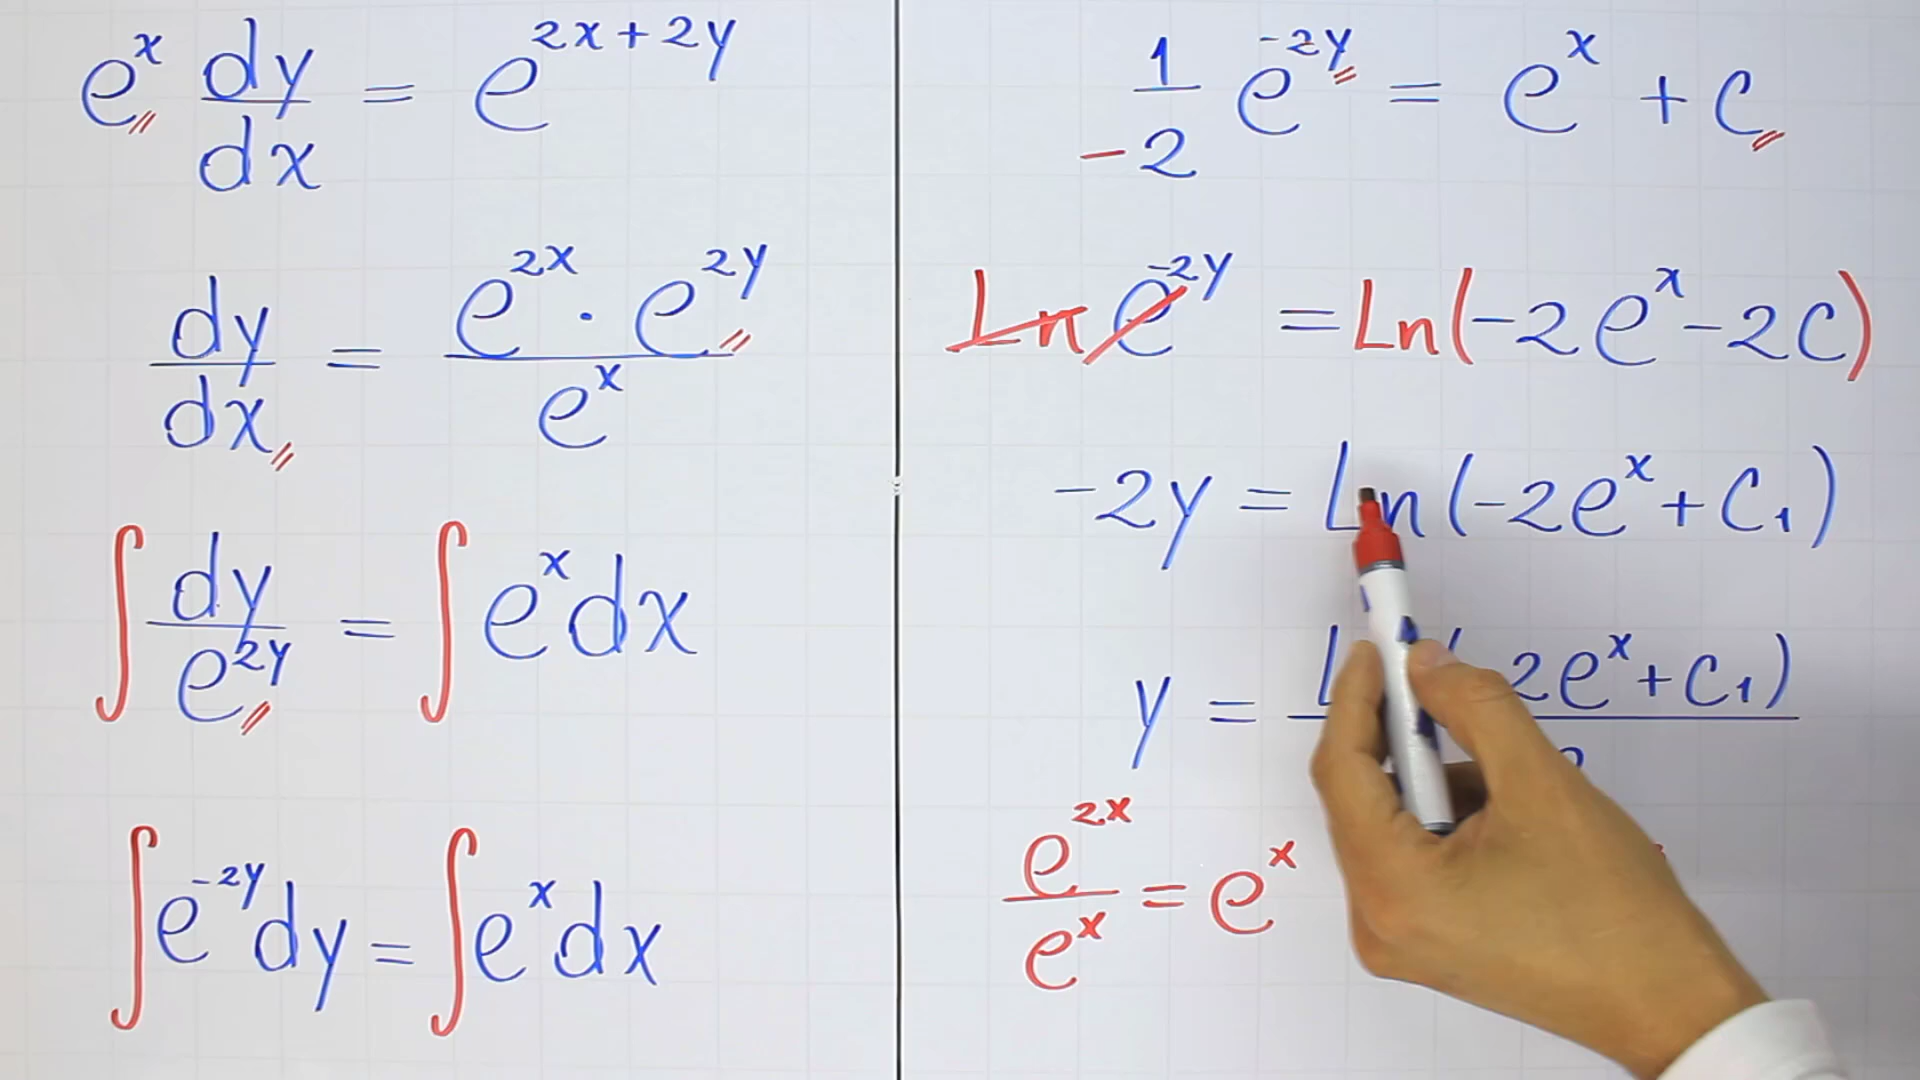 e^x dy/dx = e^(2x+2y)
dy/dx = (e^(2x) · e^(2y))/e^x
∫ dy/e^(2y) = ∫ e^x dx
∫ e^(-2y) dy = ∫ e^x dx
1/-2 e^(-2y) = e^x + c
Ln e^(-2y) = Ln(-2e^x - 2c)
-2y = Ln(-2e^x + c₁)
y = 2e^x + c₁)
e^(2x)/e^x = e^x